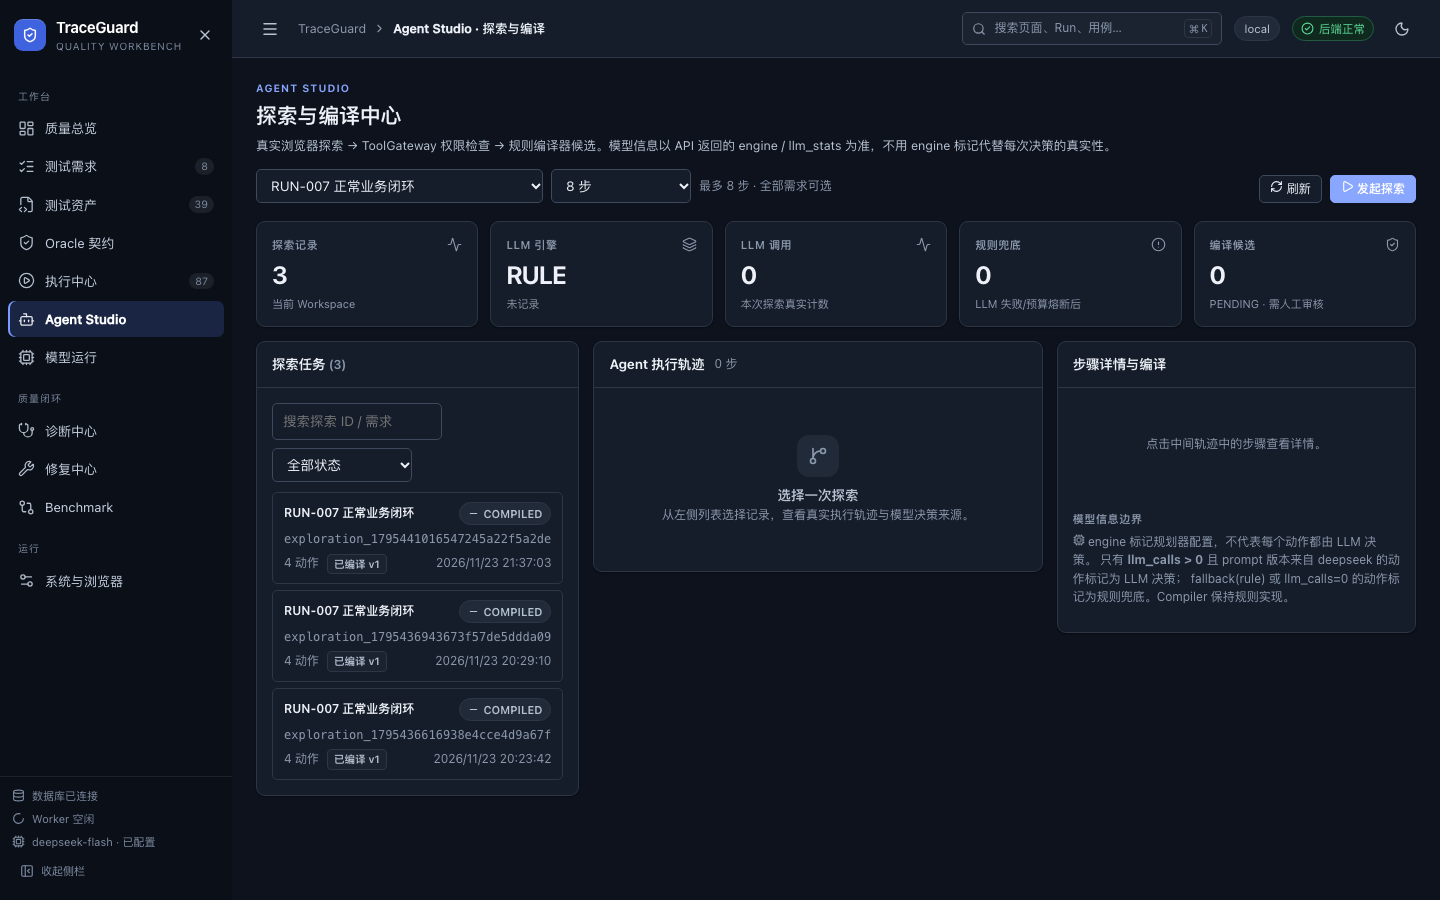 TraceGuard
QUALITY WORKBENCH
工作台
质量总览
测试需求 8
测试资产 39
Oracle 契约
执行中心 87
Agent Studio
模型运行
质量闭环
诊断中心
修复中心
Benchmark
运行
系统与浏览器
数据库已连接
Worker 空闲
deepseek-flash · 已配置
收起侧栏
TraceGuard > Agent Studio · 探索与编译
搜索页面、Run、用例... ⌘ K
local
后端正常
AGENT STUDIO
探索与编译中心
真实浏览器探索 → ToolGateway 权限检查 → 规则编译器候选。模型信息以 API 返回的 engine / llm_stats 为准，不用 engine 标记代替每次决策的真实性。
RUN-007 正常业务闭环 8 步 最多 8 步 · 全部需求可选
刷新 发起探索
探索记录
3
当前 Workspace
LLM 引擎
RULE
未记录
LLM 调用
0
本次探索真实计数
规则兜底
0
LLM 失败/预算熔断后
编译候选
0
PENDING · 需人工审核
探索任务 (3)
搜索探索 ID / 需求
全部状态
RUN-007 正常业务闭环 — COMPILED
exploration_1795441016547245a22f5a2de
4 动作 已编译 v1 2026/11/23 21:37:03
RUN-007 正常业务闭环 — COMPILED
exploration_1795436943673f57de5ddda09
4 动作 已编译 v1 2026/11/23 20:29:10
RUN-007 正常业务闭环 — COMPILED
exploration_1795436616938e4cce4d9a67f
4 动作 已编译 v1 2026/11/23 20:23:42
Agent 执行轨迹 0 步
选择一次探索
从左侧列表选择记录，查看真实执行轨迹与模型决策来源。
步骤详情与编译
点击中间轨迹中的步骤查看详情。
模型信息边界
engine 标记规划器配置，不代表每个动作都由 LLM 决
策。 只有 llm_calls > 0 且 prompt 版本来自 deepseek 的动
作标记为 LLM 决策； fallback(rule) 或 llm_calls=0 的动作标
记为规则兜底。Compiler 保持规则实现。